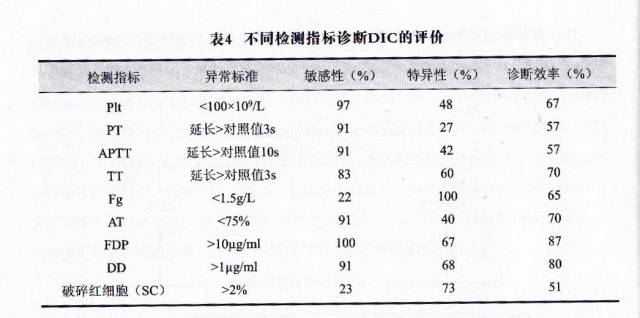 表4 不同检测指标诊断DIC的评价
检测指标 异常标准 敏感性（%） 特异性（%） 诊断效率（%）
Plt <100×10⁹/L 97 48 67
PT 延长>对照值3s 91 27 57
APTT 延长>对照值10s 91 42 57
TT 延长>对照值3s 83 60 70
Fg <1.5g/L 22 100 65
AT <75% 91 40 70
FDP >10μg/ml 100 67 87
DD >1μg/ml 91 68 80
破碎红细胞（SC） >2% 23 73 51